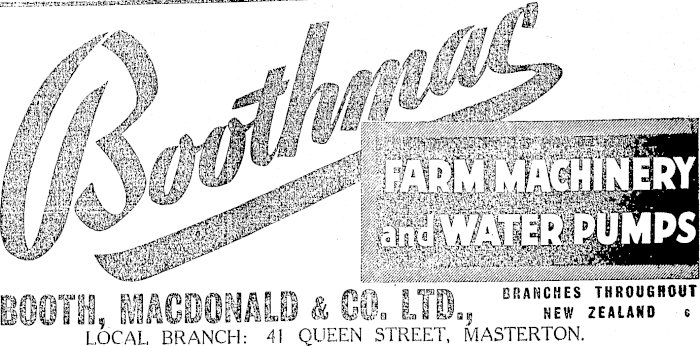 Boothmac
FARM MACHINERY
and WATER PUMPS
BOOTH, MACDONALD & CO. LTD.,
BRANCHES THROUGHOUT
NEW ZEALAND 6
LOCAL BRANCH: 41 QUEEN STREET, MASTERTON.